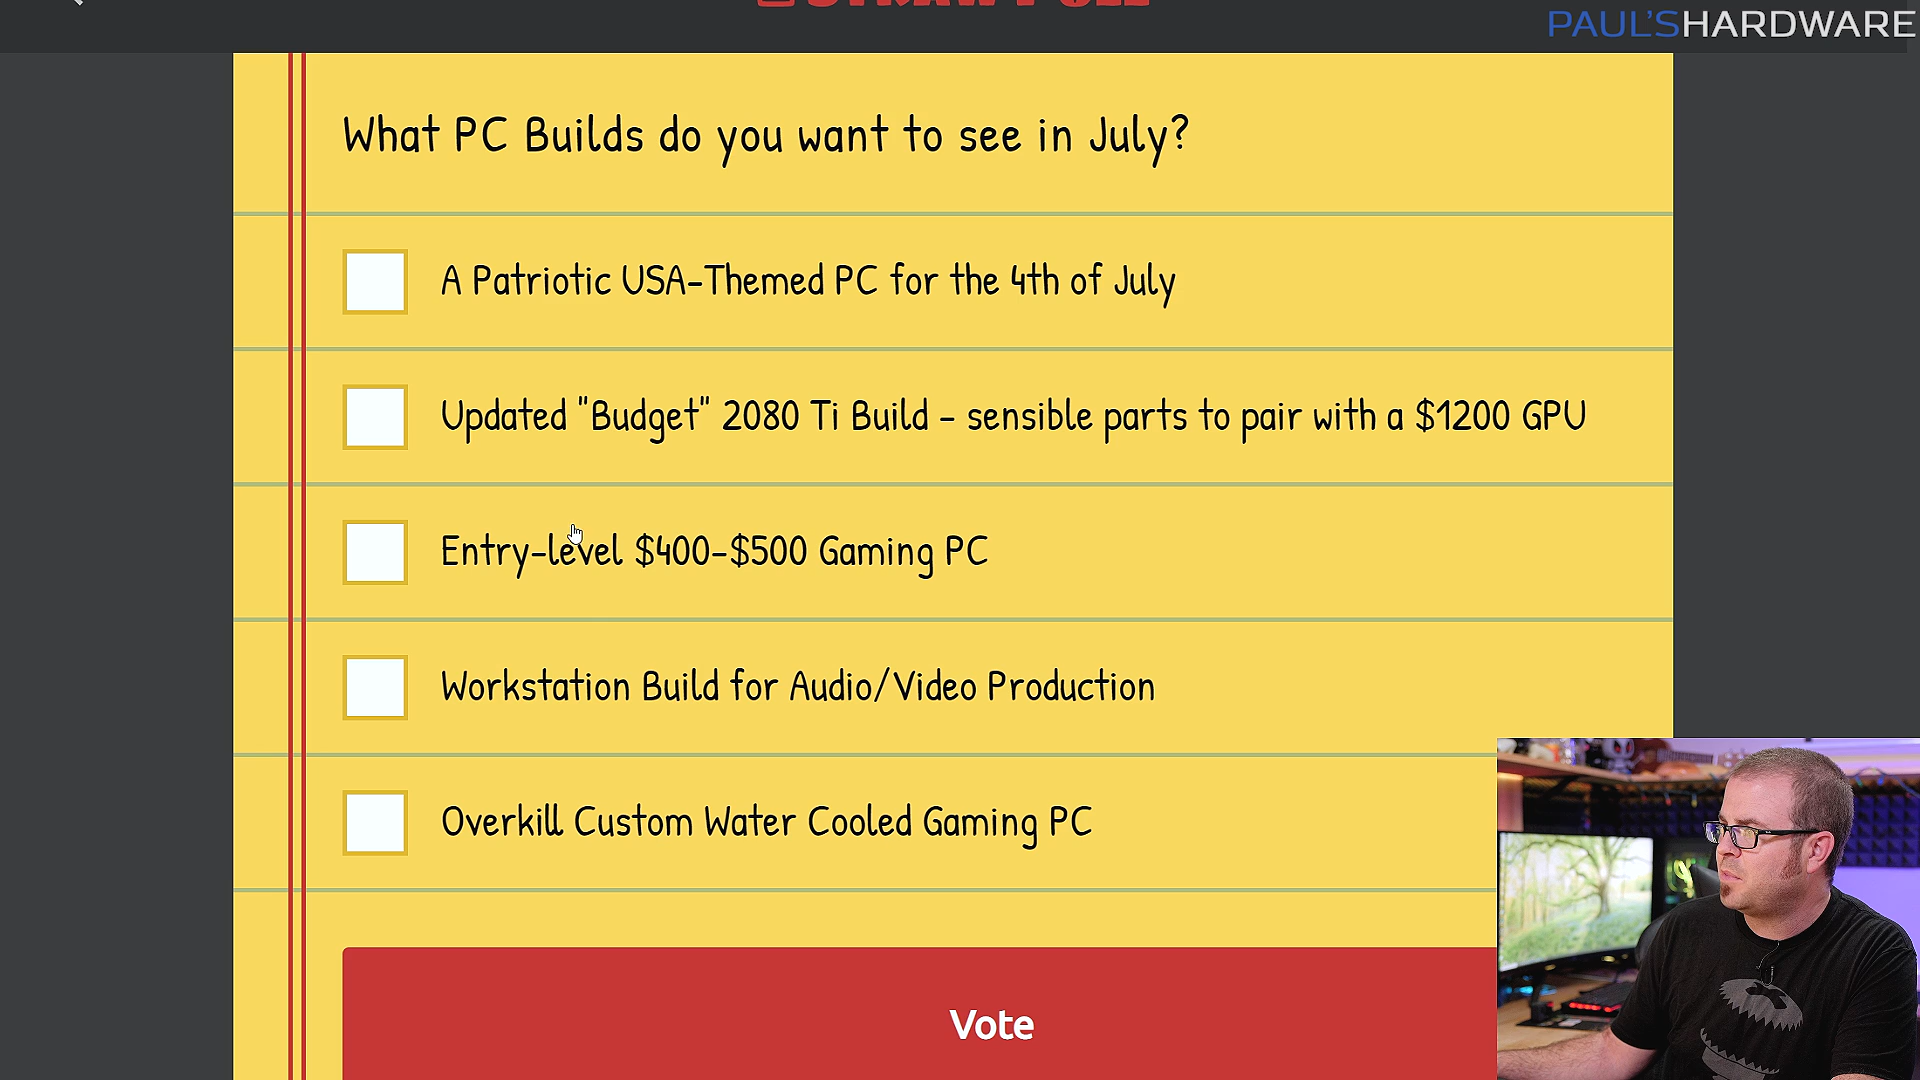 PAUL'SHARDWARE
What PC Builds do you want to see in July?
A Patriotic USA-Themed PC for the 4th of July
Updated "Budget" 2080 Ti Build - sensible parts to pair with a $1200 GPU
Entry-level $400-$500 Gaming PC
Workstation Build for Audio/Video Production
Overkill Custom Water Cooled Gaming PC
Vote